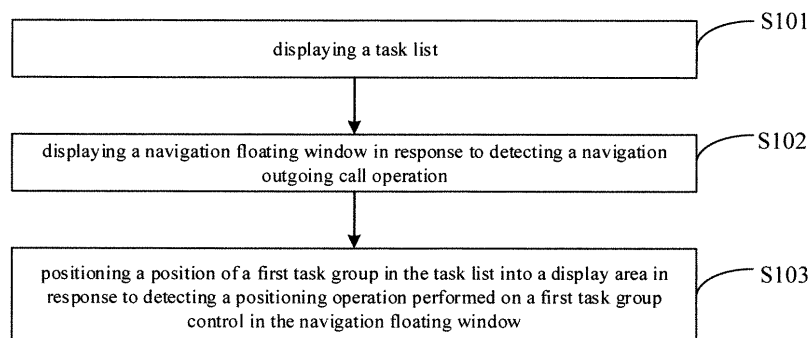 displaying a task list
S101
displaying a navigation floating window in response to detecting a navigation
outgoing call operation
S102
positioning a position of a first task group in the task list into a display area in
response to detecting a positioning operation performed on a first task group
control in the navigation floating window
S103